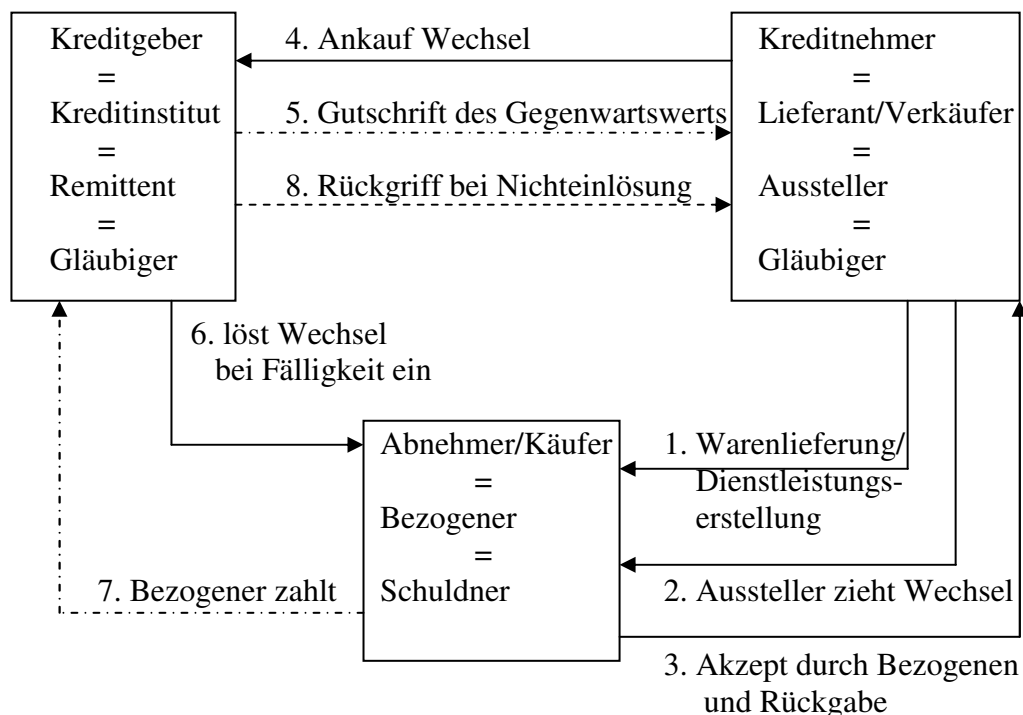 Kreditgeber
=
Kreditinstitut
=
Remittent
=
Gläubiger
4. Ankauf Wechsel
5. Gutschrift des Gegenwartswerts
8. Rückgriff bei Nichteinlösung
Kreditnehmer
=
Lieferant/Verkäufer
=
Aussteller
=
Gläubiger
6. löst Wechsel
bei Fälligkeit ein
Abnehmer/Käufer
=
Bezogener
=
Schuldner
1. Warenlieferung/
Dienstleistungs-
erstellung
7. Bezogener zahlt
2. Aussteller zieht Wechsel
3. Akzept durch Bezogenen
und Rückgabe